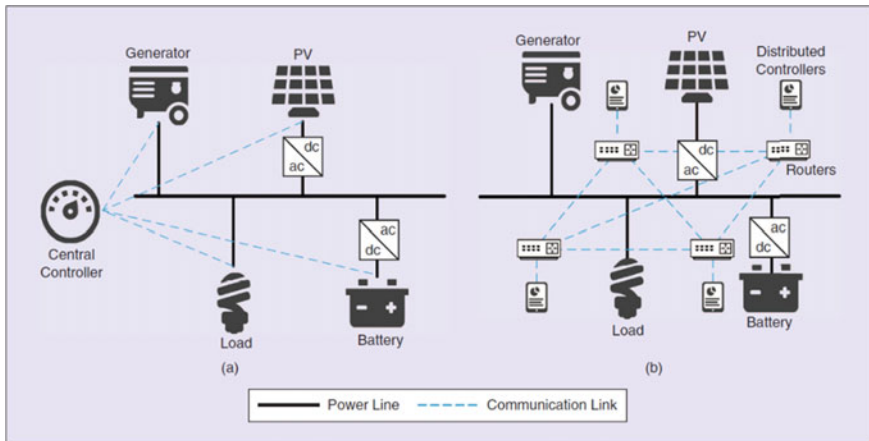 Generator
PV
dc
ac
ac
dc
Central
Controller
Load
Battery
(a)
Generator
PV
Distributed
Controllers
dc
ac
Routers
ac
dc
Load
Battery
(b)
Power Line
Communication Link